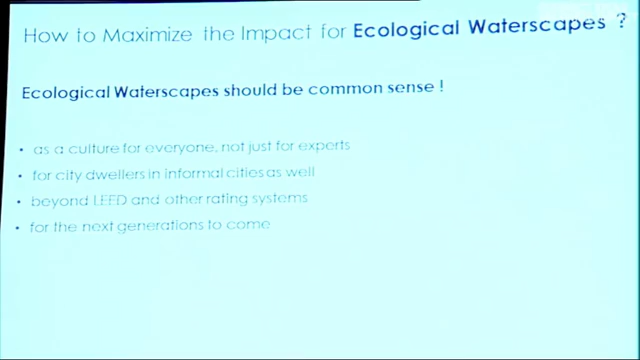 How to Maximize the Impact for Ecological Waterscapes ?
Ecological Waterscapes should be common sense !
• as a culture for everyone, not just for experts
• for city dwellers in informal cities as well
• beyond LEED and other rating systems
• for the next generations to come